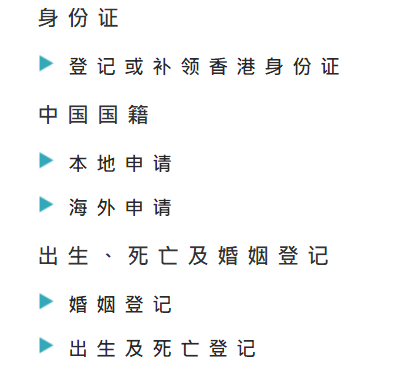 身份证
登记或补领香港身份证
中国国籍
本地申请
海外申请
出生、死亡及婚姻登记
婚姻登记
出生及死亡登记